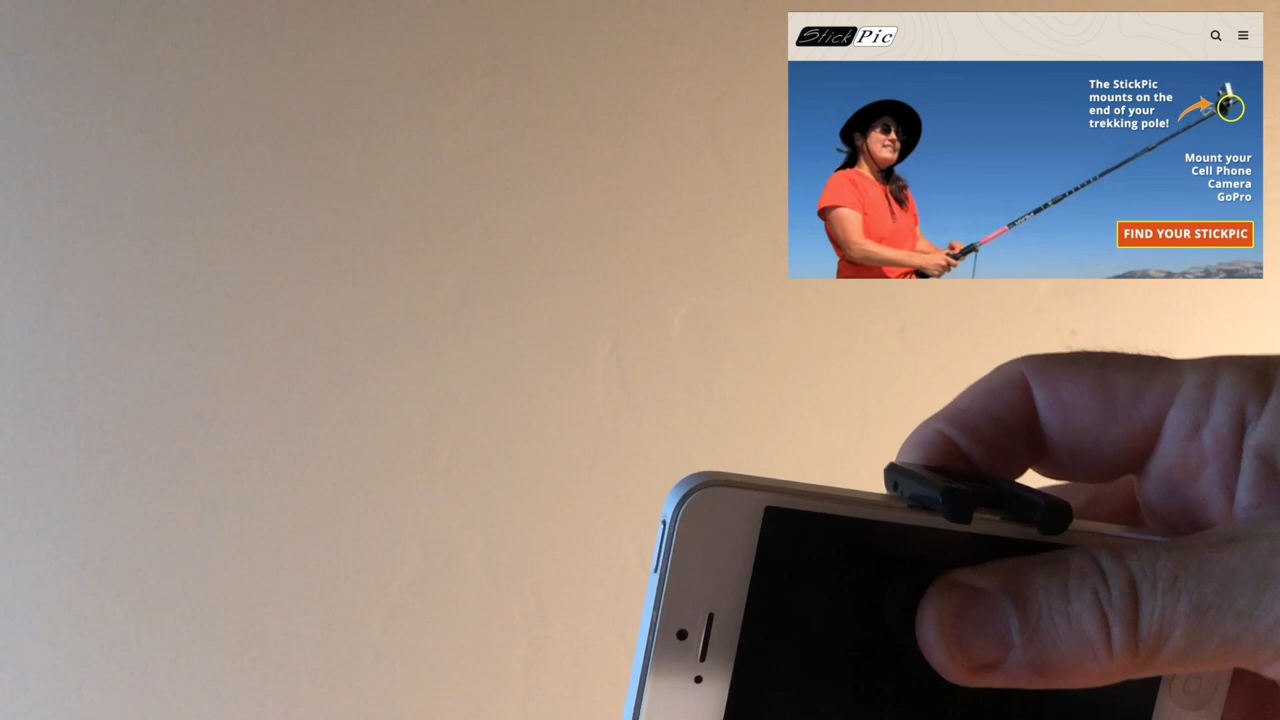 StickPic
The StickPic
mounts on the
end of your
trekking pole!
Mount your
Cell Phone
Camera
GoPro
FIND YOUR STICKPIC